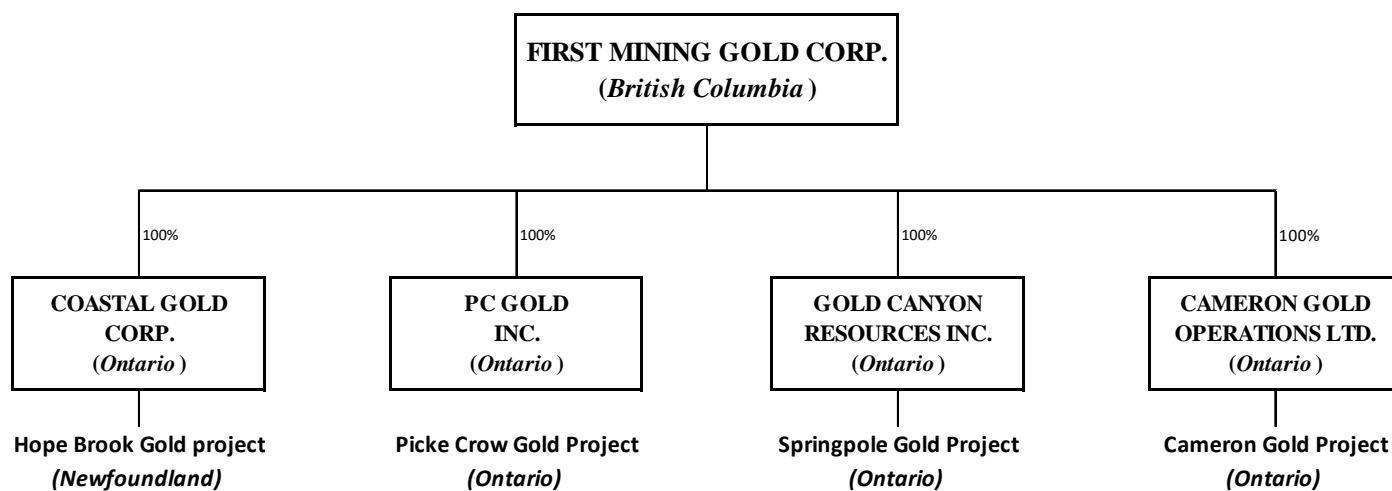 FIRST MINING GOLD CORP.
(British Columbia )
100%
100%
100%
100%
COASTAL GOLD
CORP.
(Ontario )
PC GOLD
INC.
(Ontario )
GOLD CANYON
RESOURCES INC.
(Ontario )
CAMERON GOLD
OPERATIONS LTD.
(Ontario )
Hope Brook Gold project
(Newfoundland)
Picke Crow Gold Project
(Ontario)
Springpole Gold Project
(Ontario)
Cameron Gold Project
(Ontario)